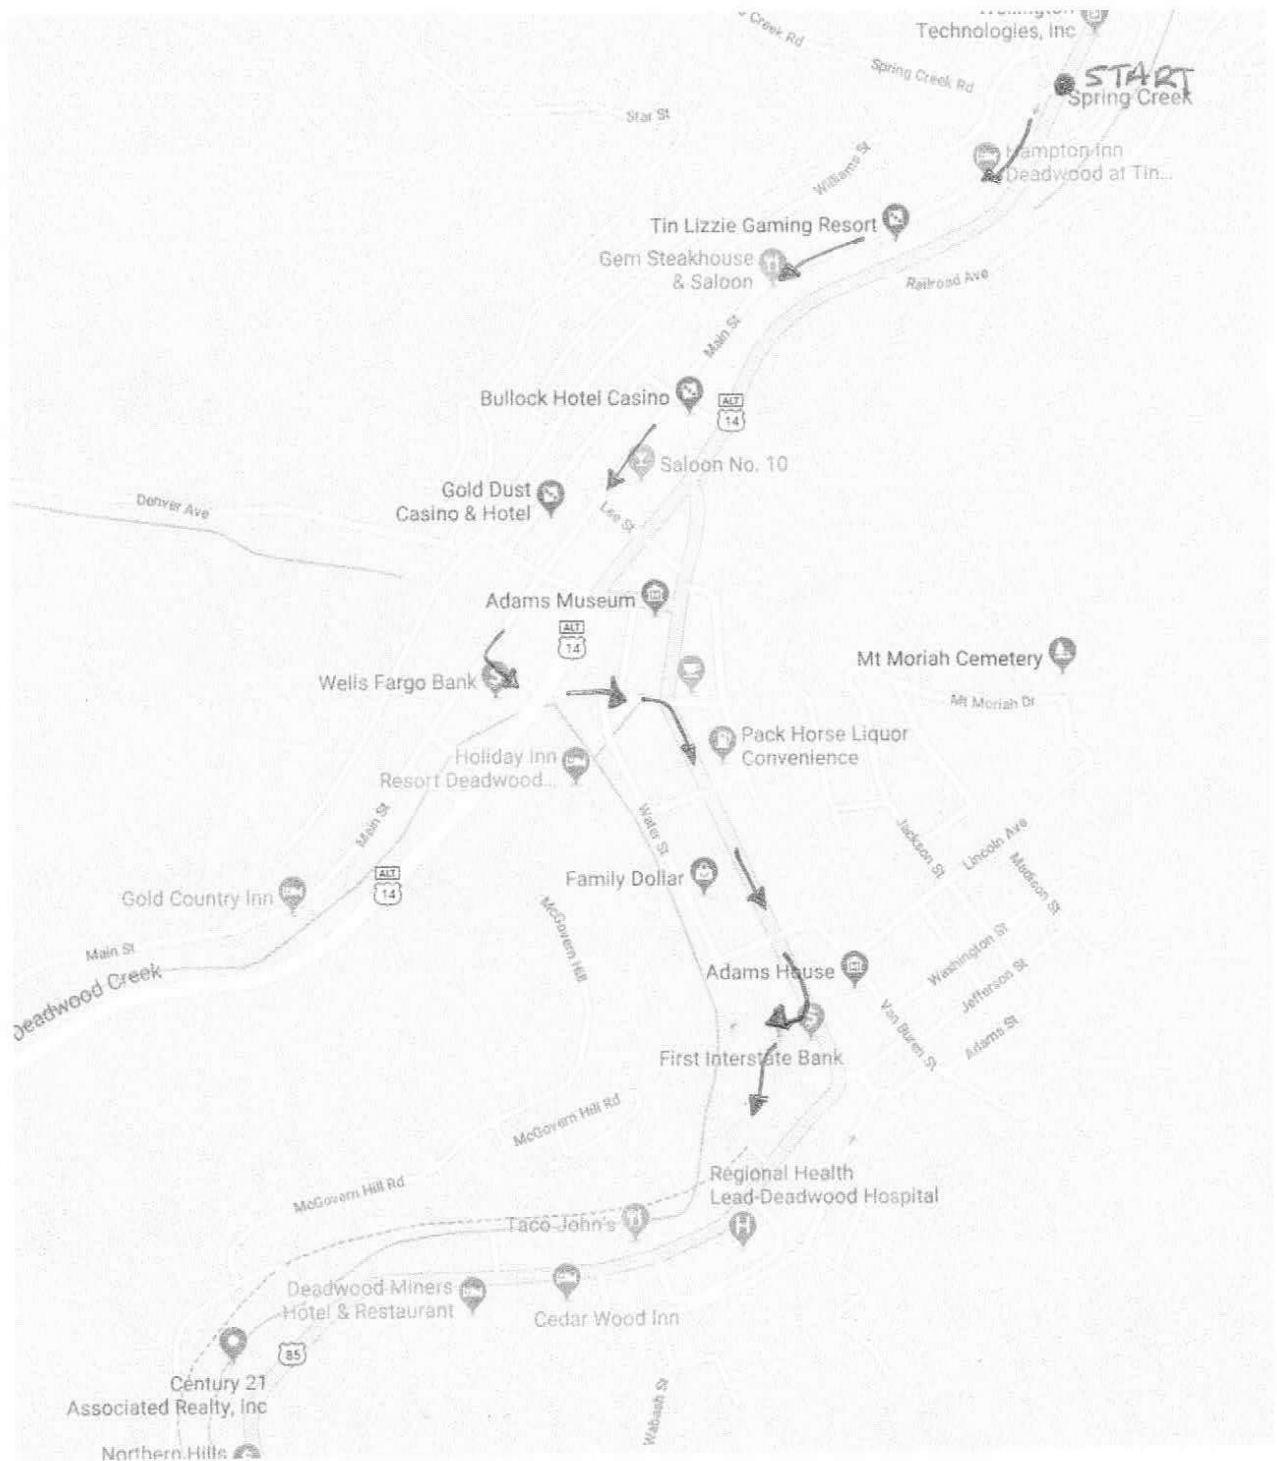 Technologies, Inc
Creek Rd
START
Spring Creek Rd
Spring Creek
Star St
Hampton Inn
Deadwood at Tin...
Williams St
Tin Lizzie Gaming Resort
Gem Steakhouse
& Saloon
Railroad Ave
Main St
Bullock Hotel Casino
ALT
14
Saloon No. 10
Gold Dust
Casino & Hotel
Lee St
Denver Ave
Adams Museum
ALT
14
Mt Moriah Cemetery
Wells Fargo Bank
Mt Moriah Dr
Pack Horse Liquor
Convenience
Holiday Inn
Resort Deadwood...
Main St
Water St
Jackson St
Lincoln Ave
Madison St
Family Dollar
ALT
14
Gold Country Inn
McGovern Hill
Main St
Washington St
Deadwood Creek
Adams House
Jefferson St
Van Buren St
Adams St
First Interstate Bank
McGovern Hill Rd
Regional Health
Lead-Deadwood Hospital
McGovern Hill Rd
Taco John's
Deadwood Miners
Hotel & Restaurant
Cedar Wood Inn
85
Century 21
Associated Realty, Inc
Wabash St
Northern Hills